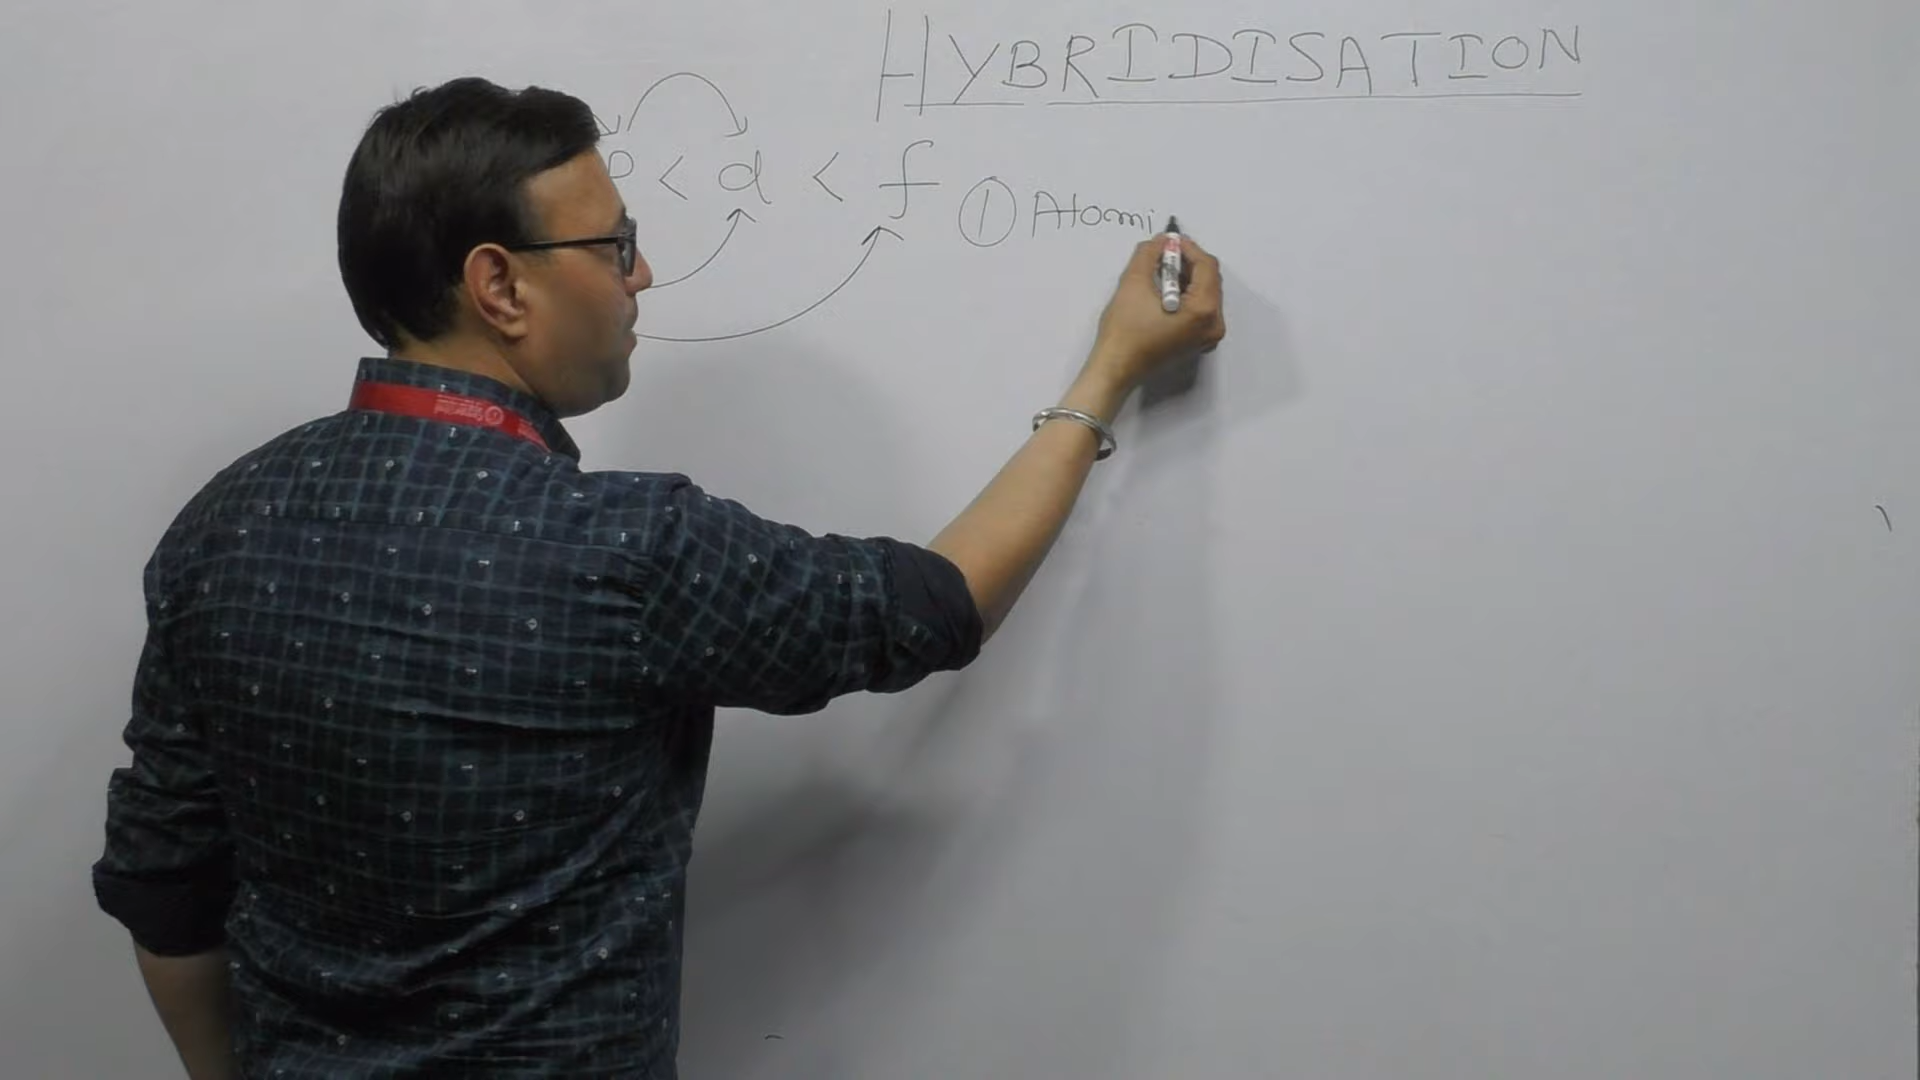 HYBRIDISATION
p < d < f
① Atomi